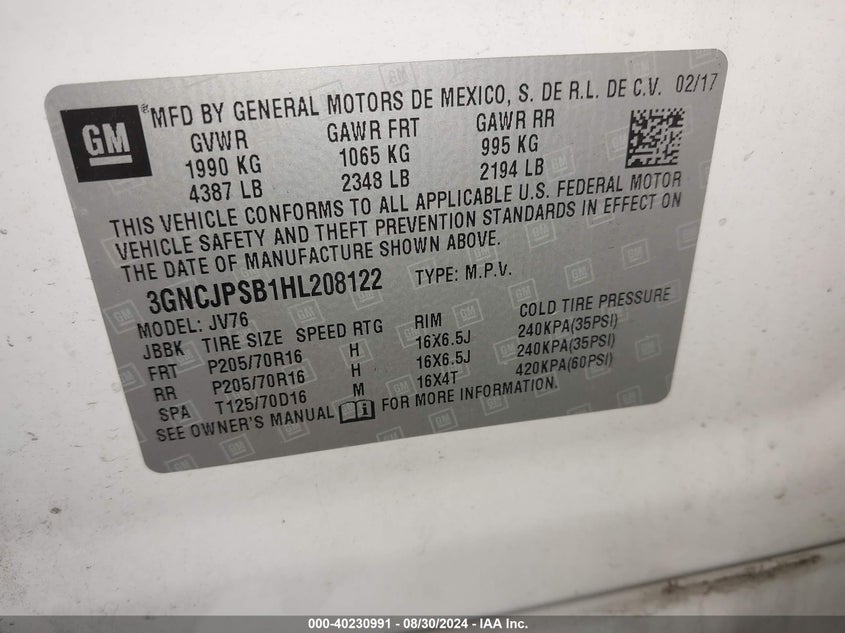 GM
MFD BY GENERAL MOTORS DE MEXICO, S. DE R.L. DE C.V. 02/17
GVWR GAWR FRT GAWR RR
1990 KG 1065 KG 995 KG
4387 LB 2348 LB 2194 LB
THIS VEHICLE CONFORMS TO ALL APPLICABLE U.S. FEDERAL MOTOR
VEHICLE SAFETY AND THEFT PREVENTION STANDARDS IN EFFECT ON
THE DATE OF MANUFACTURE SHOWN ABOVE.
3GNCJPSB1HL208122 TYPE: M.P.V.
MODEL: JV76
JBBK TIRE SIZE SPEED RTG RIM COLD TIRE PRESSURE
FRT P205/70R16 H 16X6.5J 240KPA(35PSI)
RR P205/70R16 H 16X6.5J 240KPA(35PSI)
SPA T125/70D16 M 16X4T 420KPA(60PSI)
SEE OWNER'S MANUAL FOR MORE INFORMATION.
000-40230991 - 08/30/2024 - IAA Inc.